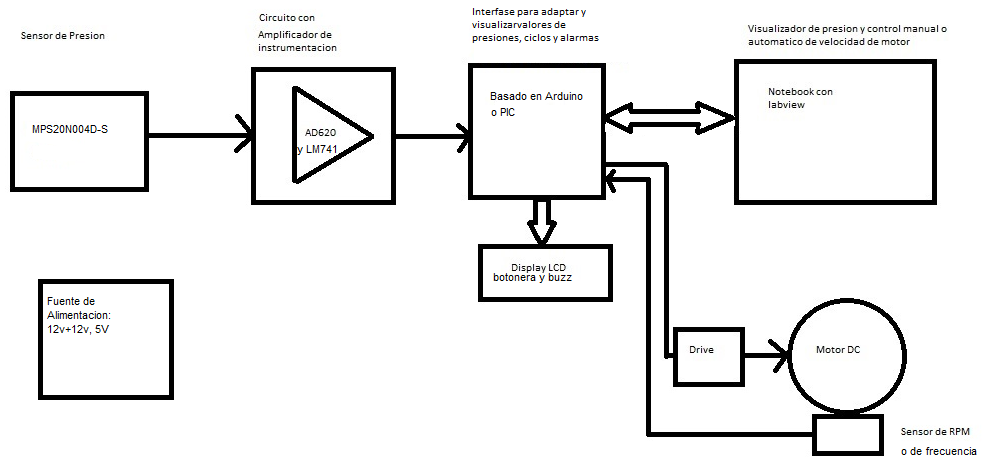 Sensor de Presion
MPS20N004D-S
Circuito con
Amplificador de
instrumentacion
AD620
y LM741
Interfase para adaptar y
visualizarvalores de
presiones, ciclos y alarmas
Basado en Arduino
o PIC
Visualizador de presion y control manual o
automatico de velocidad de motor
Notebook con
labview
Display LCD
botonera y buzz
Fuente de
Alimentacion:
12v+12v, 5V
Drive
Motor DC
Sensor de RPM
o de frecuencia